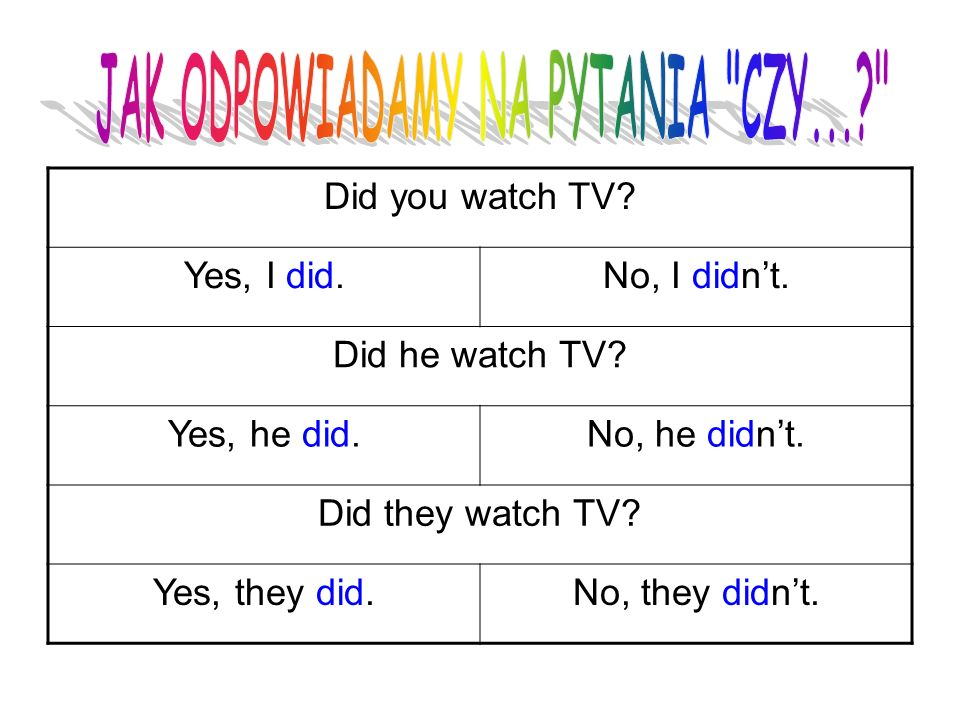 JAK ODPOWIADAMY NA PYTANIA "CZY...?"
Did you watch TV?
Yes, I did.
No, I didn’t.
Did he watch TV?
Yes, he did.
No, he didn’t.
Did they watch TV?
Yes, they did.
No, they didn’t.